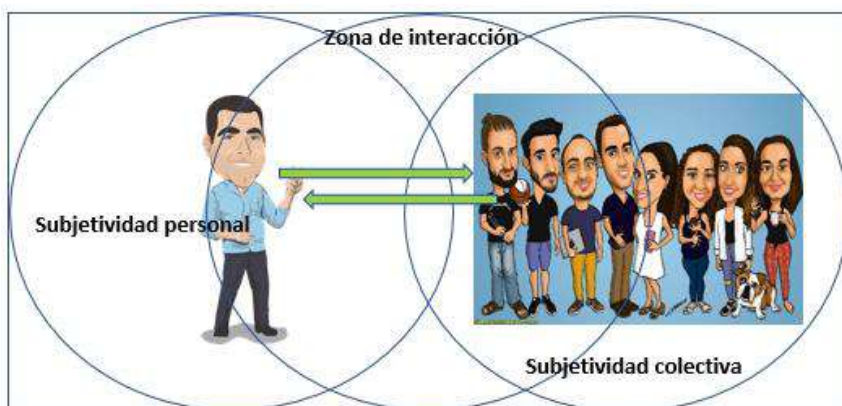 Zona de interacción
Subjetividad personal
Subjetividad colectiva